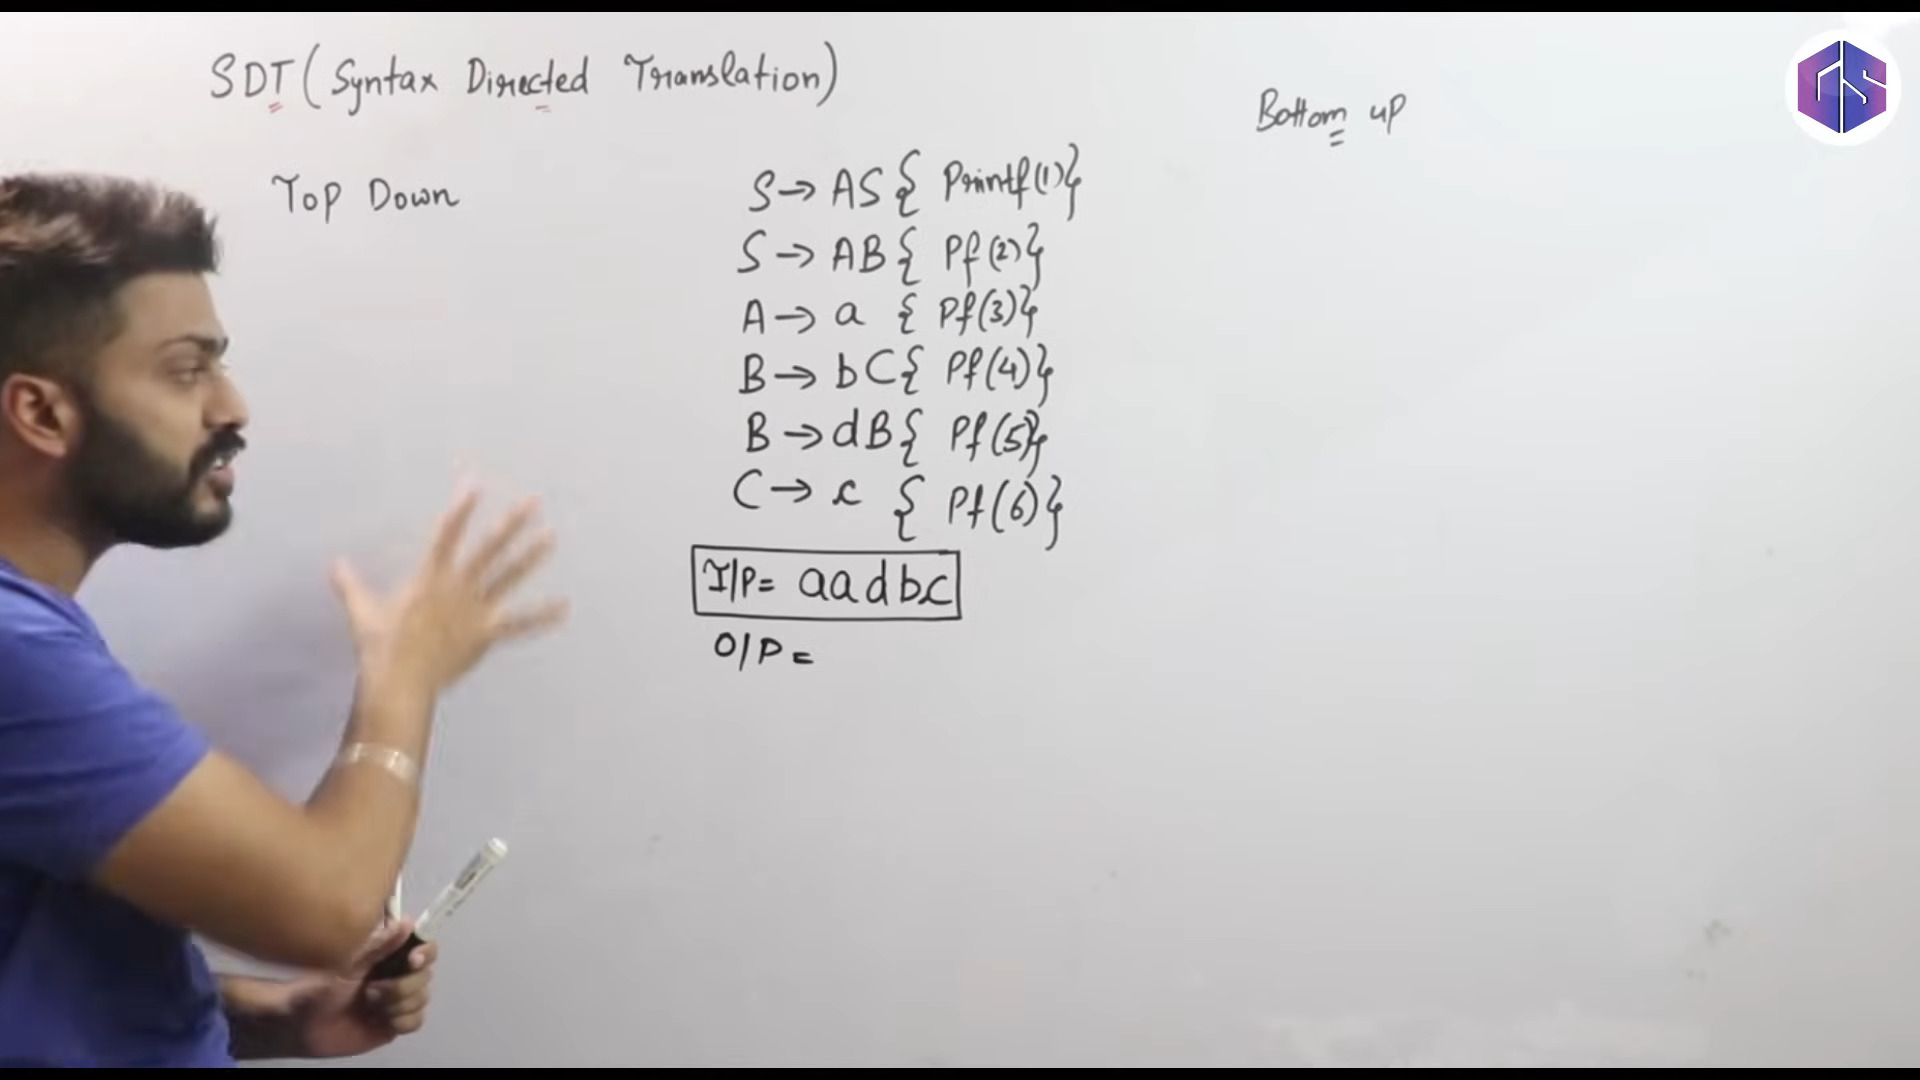 SDT (Syntax Directed Translation)
Bottom up
Top Down
S → AS { Printf(1)}
S → AB { Pf(2)}
A → a { Pf(3)}
B → bC { Pf(4)}
B → dB { Pf(5)}
C → c { Pf(6)}
I/P = aadbc
O/P =
GS